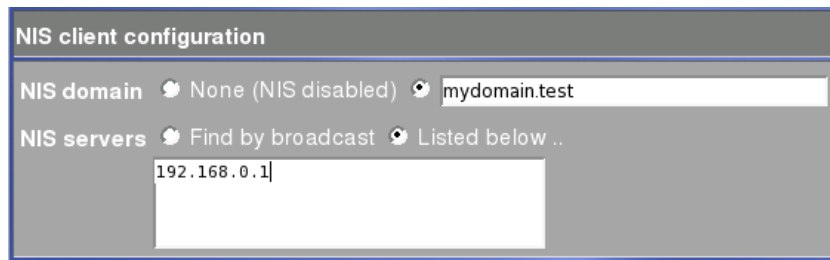 NIS client configuration
NIS domain None (NIS disabled) mydomain.test
NIS servers Find by broadcast Listed below ..
192.168.0.1